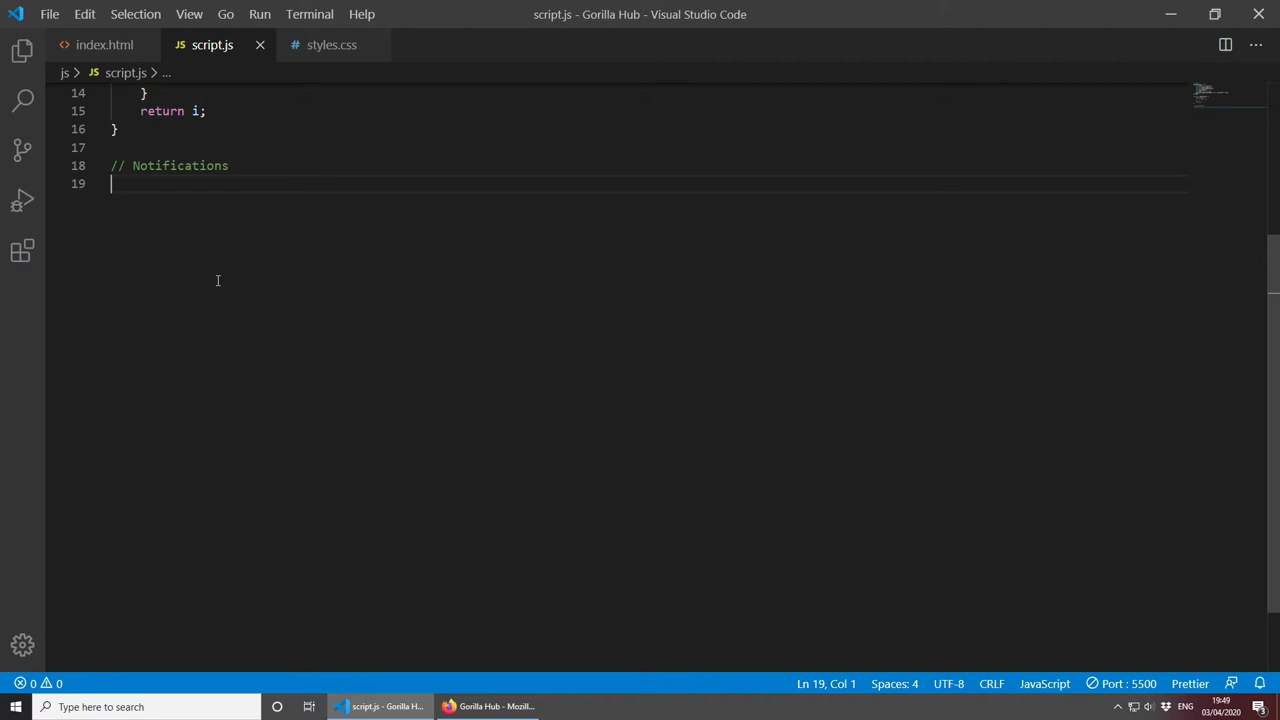 File Edit Selection View Go Run Terminal Help script.js - Gorilla Hub - Visual Studio Code
<> index.html JS script.js # styles.css
js > JS script.js > ...
14 }
15 return i;
16 }
17
18 // Notifications
19
0 0 Ln 19, Col 1 Spaces: 4 UTF-8 CRLF JavaScript Port : 5500 Prettier
Type here to search script.js - Gorilla H... Gorilla Hub - Mozill... ENG 19:49
03/04/2020 3